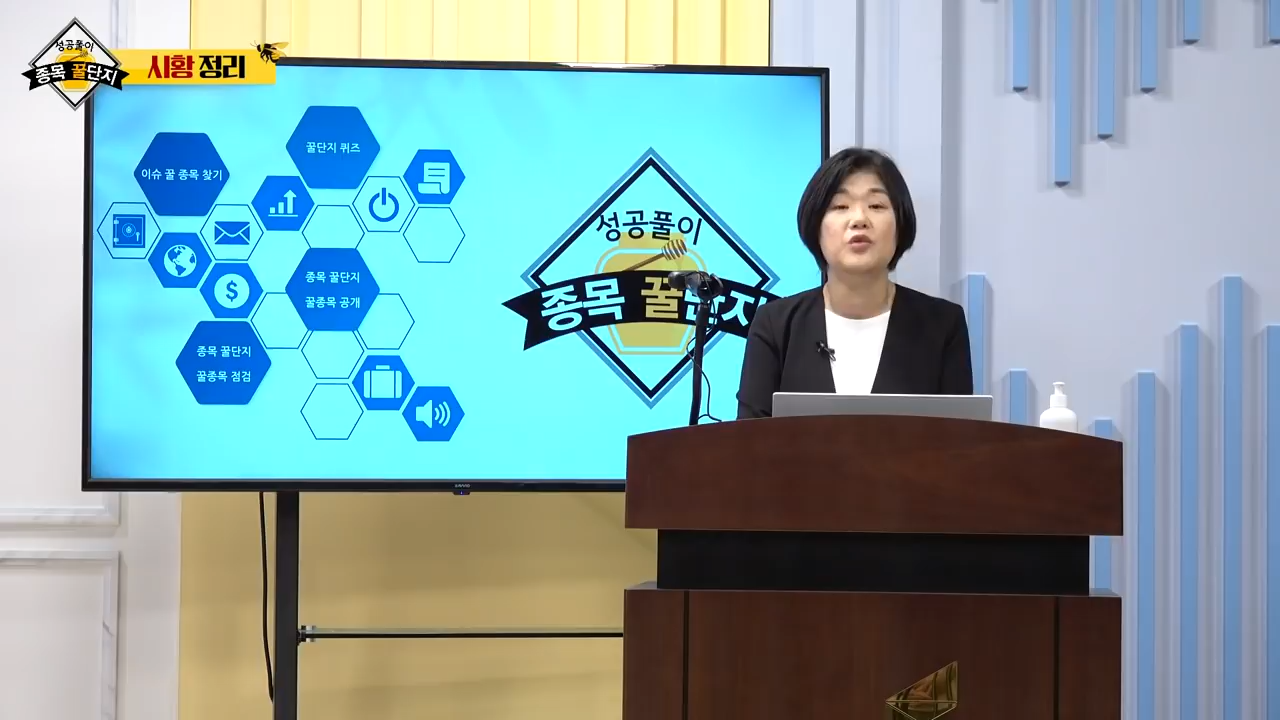 성공풀이
종목 꿀단지
시황 정리
꿀단지 퀴즈
이슈 꿀 종목 찾기
종목 꿀단지
꿀종목 공개
종목 꿀단지
꿀종목 점검
성공풀이
종목 꿀단지
$